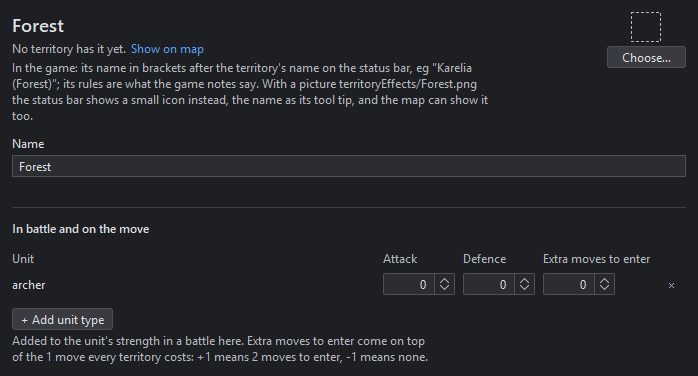 Forest
No territory has it yet. Show on map
In the game: its name in brackets after the territory's name on the status bar, eg "Karelia
(Forest)"; its rules are what the game notes say. With a picture territoryEffects/Forest.png
the status bar shows a small icon instead, the name as its tool tip, and the map can show it
too.
Choose...
Name
Forest
In battle and on the move
Unit Attack Defence Extra moves to enter
archer 0 0 0 ×
+ Add unit type
Added to the unit's strength in a battle here. Extra moves to enter come on top
of the 1 move every territory costs: +1 means 2 moves to enter, -1 means none.